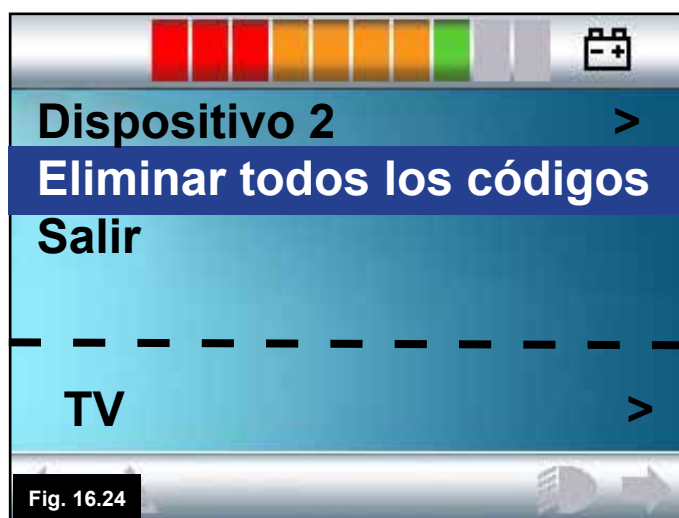 Dispositivo 2 >
Eliminar todos los códigos
Salir
TV >
Fig. 16.24